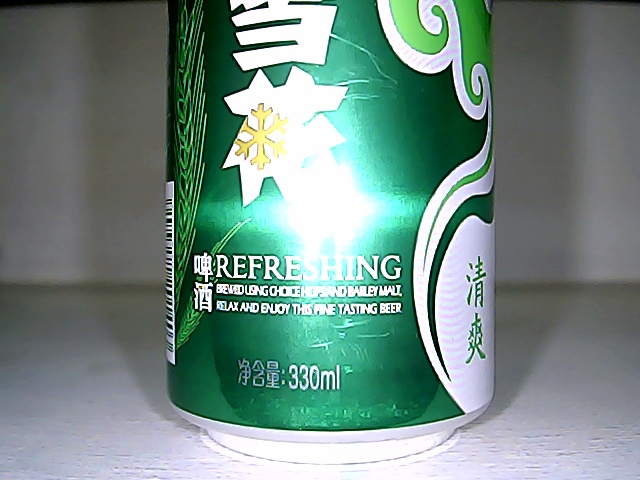 雪花
啤酒
REFRESHING
BREWED USING CHOICE HOPS AND BARLEY MALT,
RELAX AND ENJOY THIS FINE TASTING BEER
净含量:330ml
清爽